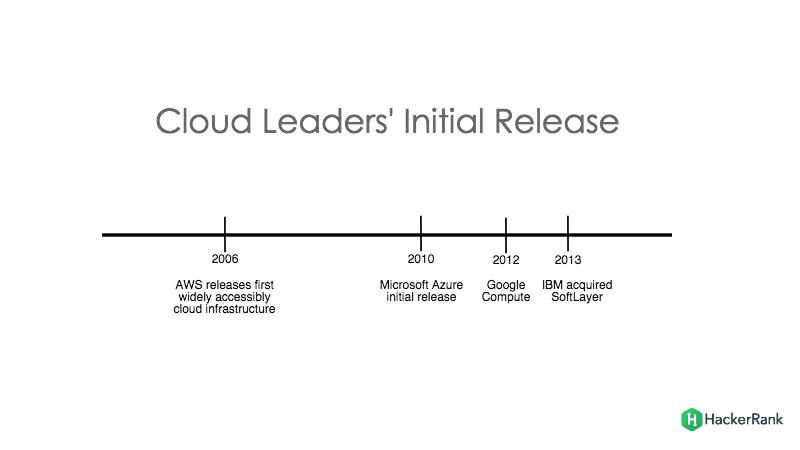 Cloud Leaders' Initial Release
2006
2010
2012
2013
AWS releases first
widely accessibly
cloud infrastructure
Microsoft Azure
initial release
Google
Compute
IBM acquired
SoftLayer
H HackerRank